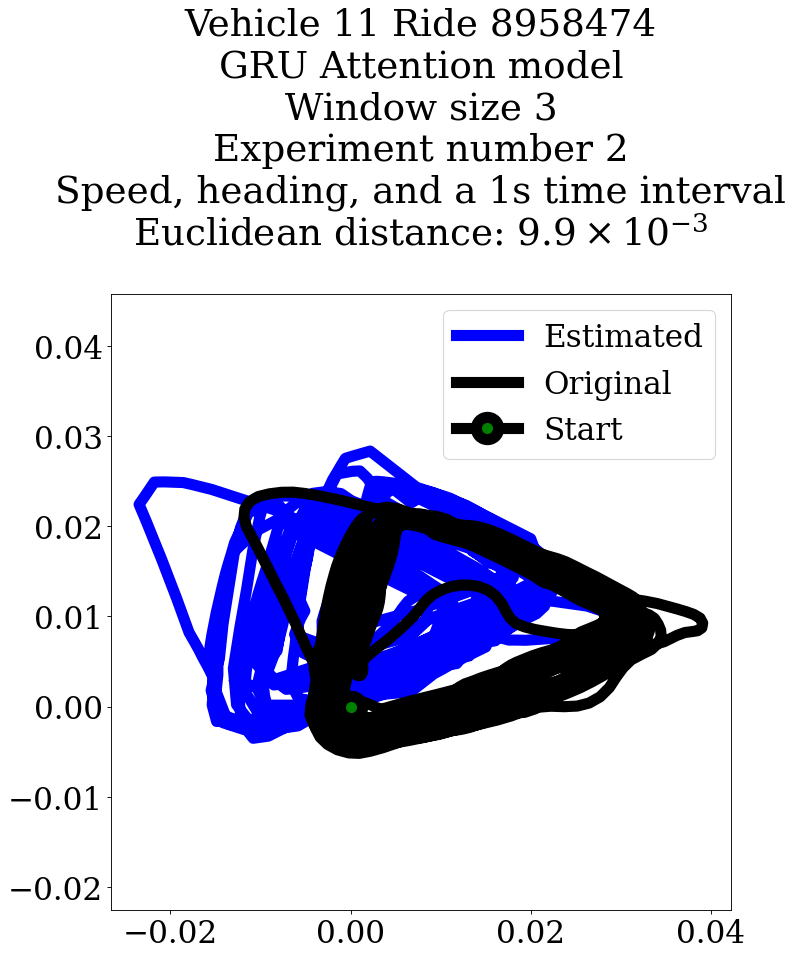 Vehicle 11 Ride 8958474
GRU Attention model
Window size 3
Experiment number 2
Speed, heading, and a 1s time interval
Euclidean distance: 9.9 × 10⁻³
Estimated
Original
Start
0.04
0.03
0.02
0.01
0.00
−0.01
−0.02
−0.02 0.00 0.02 0.04